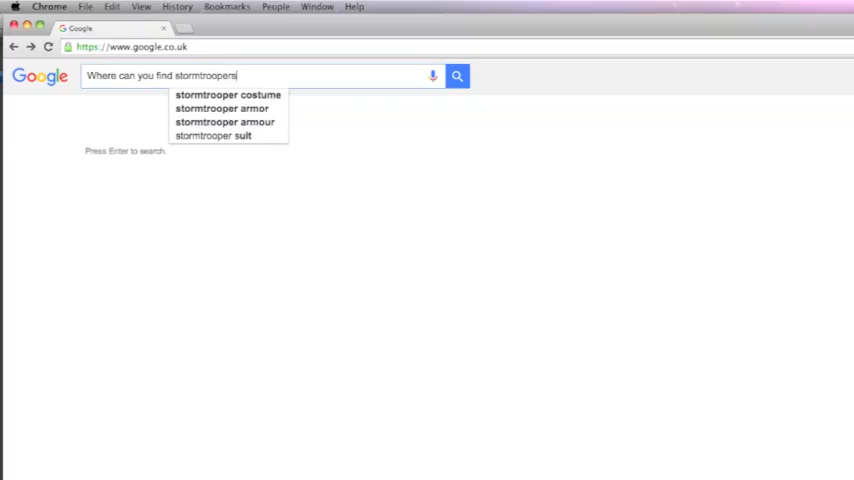 Chrome File Edit View History Bookmarks People Window Help
Google
https://www.google.co.uk
Google Where can you find stormtroopers
stormtrooper costume
stormtrooper armor
stormtrooper armour
stormtrooper suit
Press Enter to search.